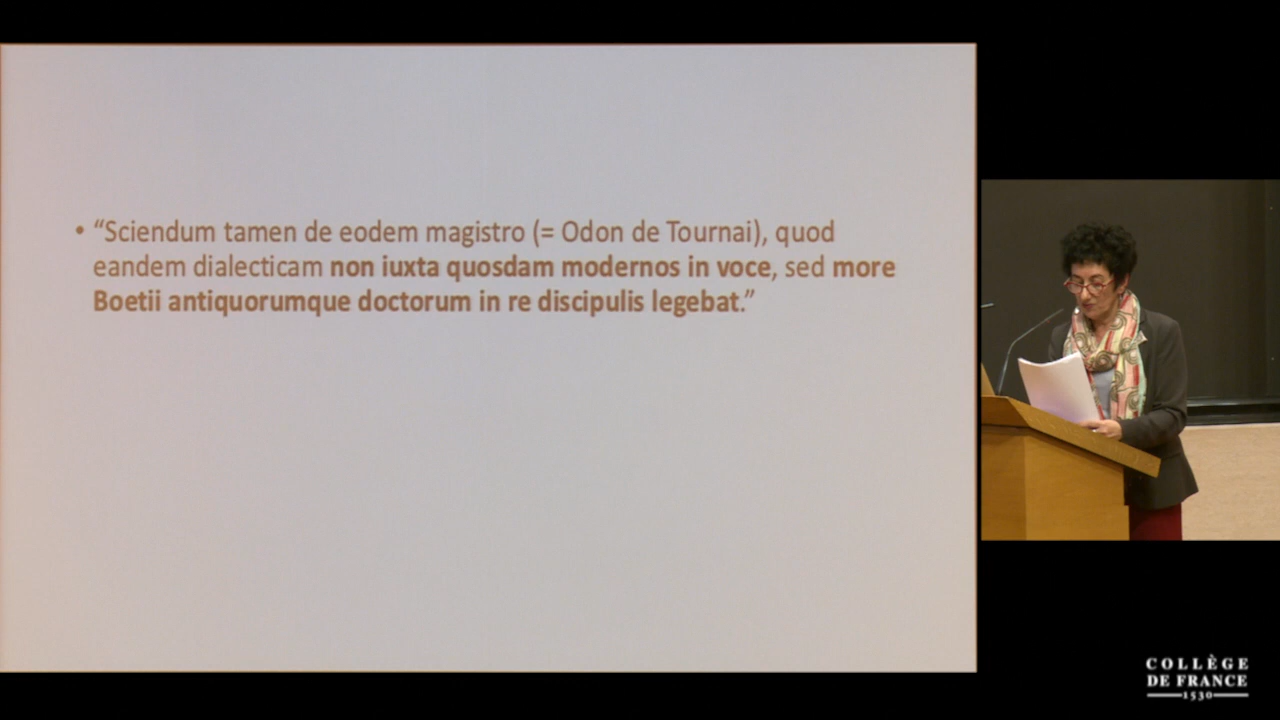 • “Sciendum tamen de eodem magistro (= Odon de Tournai), quod
eandem dialecticam non iuxta quosdam modernos in voce, sed more
Boetii antiquorumque doctorum in re discipulis legebat.”
COLLÈGE
DE FRANCE
1530